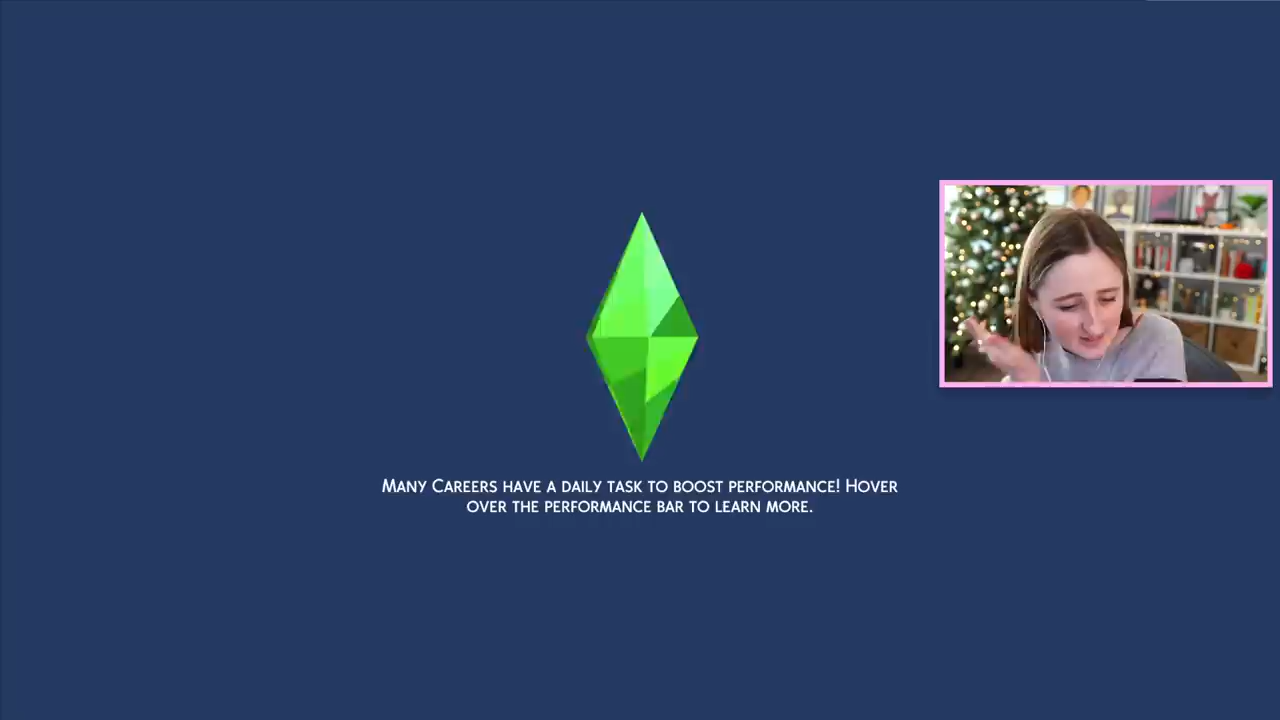 Many Careers have a daily task to boost performance! Hover
over the performance bar to learn more.